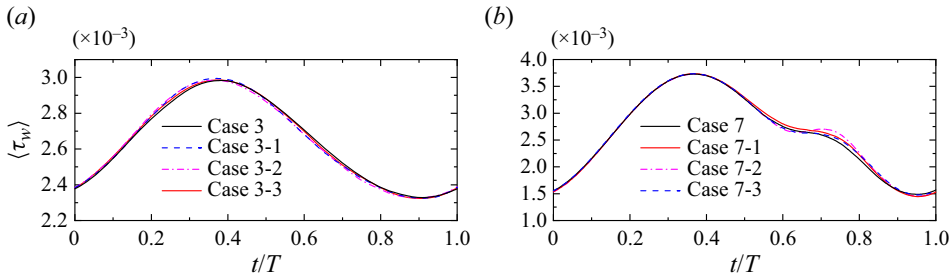 (a)
(×10⁻³)
3.0
2.8
2.6
2.4
2.2
⟨τw⟩
Case 3
Case 3-1
Case 3-2
Case 3-3
0 0.2 0.4 0.6 0.8 1.0
t/T
(b)
(×10⁻³)
4.0
3.5
3.0
2.5
2.0
1.5
1.0
Case 7
Case 7-1
Case 7-2
Case 7-3
0 0.2 0.4 0.6 0.8 1.0
t/T